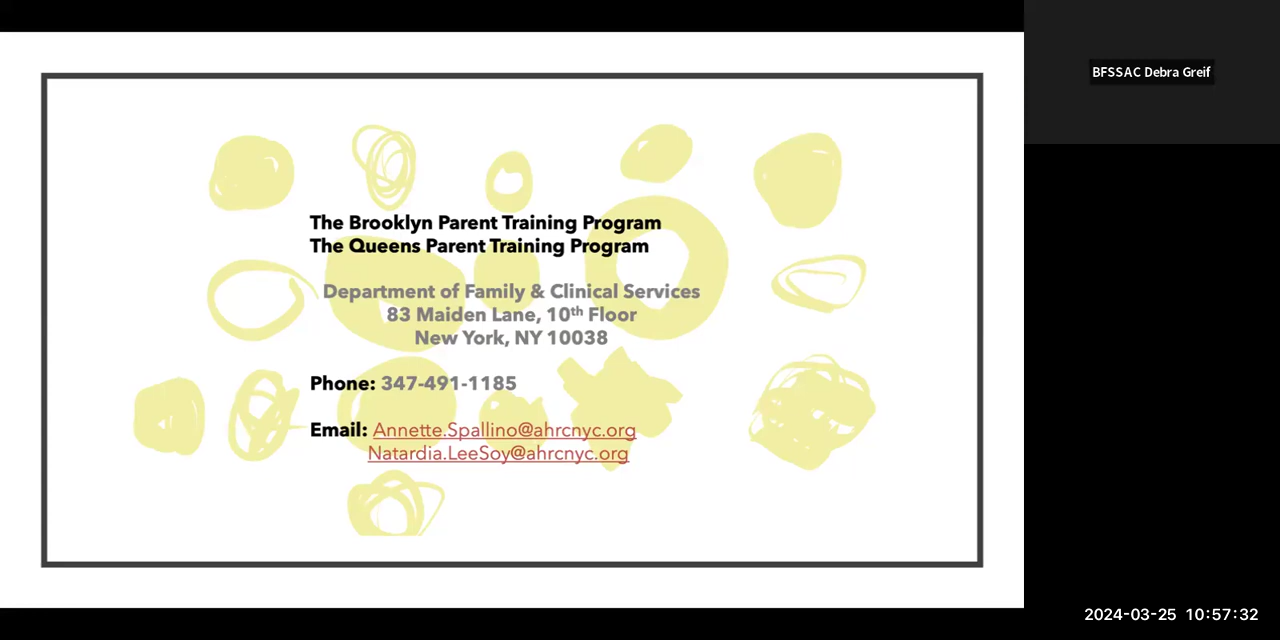 The Brooklyn Parent Training Program
The Queens Parent Training Program
Department of Family & Clinical Services
83 Maiden Lane, 10th Floor
New York, NY 10038
Phone: 347-491-1185
Email: Annette.Spallino@ahrcnyc.org
Natardia.LeeSoy@ahrcnyc.org
BFSSAC Debra Greif
2024-03-25 10:57:32